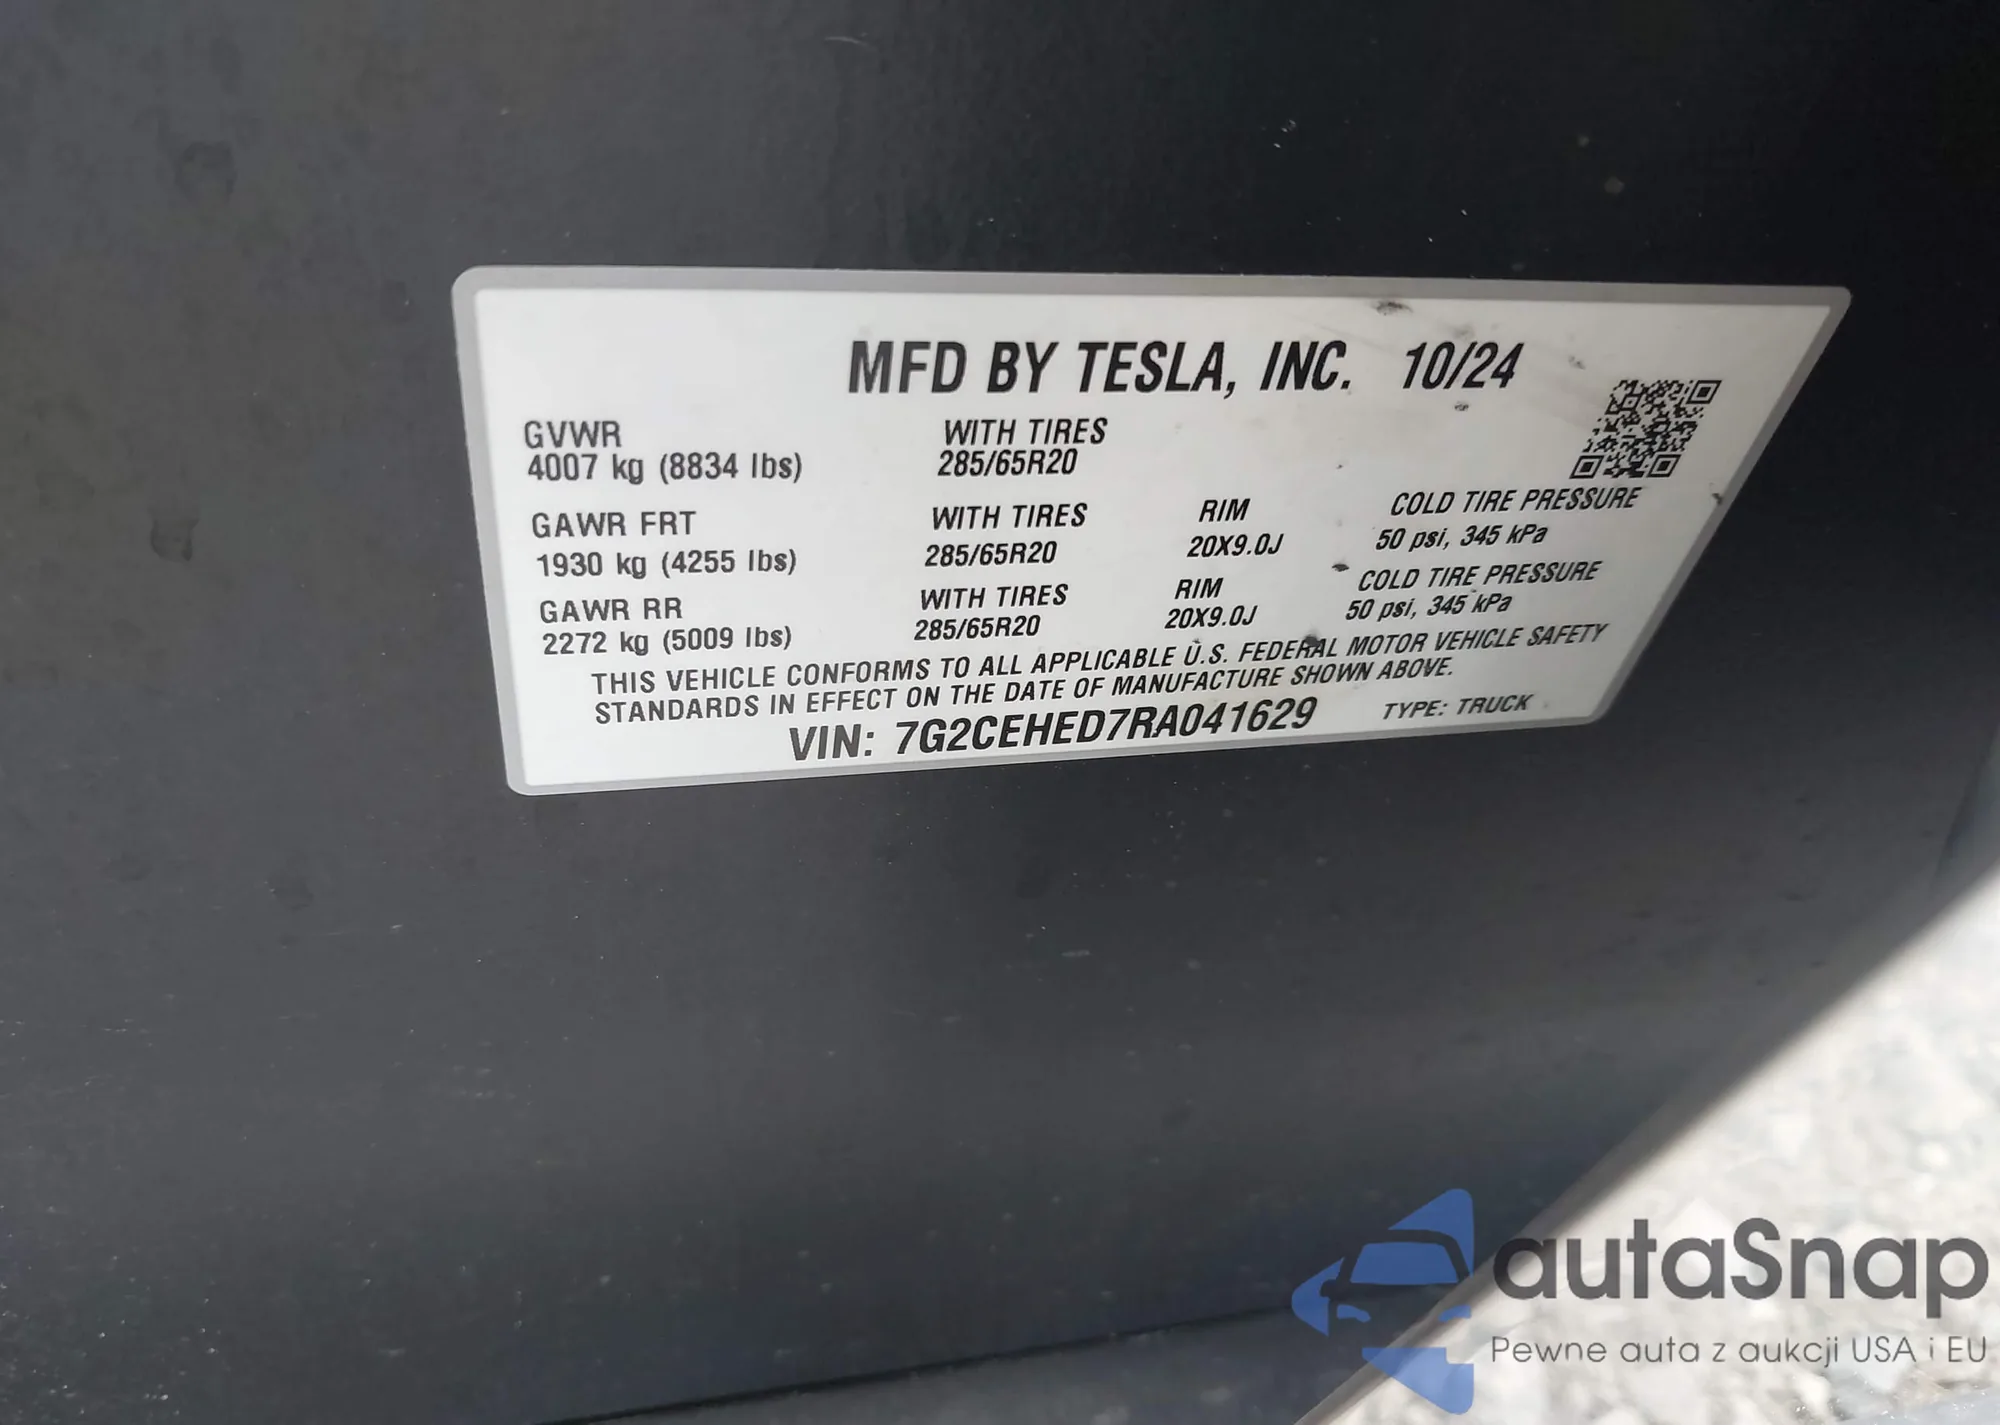 MFD BY TESLA, INC. 10/24
GVWR WITH TIRES
4007 kg (8834 lbs) 285/65R20
GAWR FRT WITH TIRES RIM COLD TIRE PRESSURE
1930 kg (4255 lbs) 285/65R20 20X9.0J 50 psi, 345 kPa
GAWR RR WITH TIRES RIM COLD TIRE PRESSURE
2272 kg (5009 lbs) 285/65R20 20X9.0J 50 psi, 345 kPa
THIS VEHICLE CONFORMS TO ALL APPLICABLE U.S. FEDERAL MOTOR VEHICLE SAFETY
STANDARDS IN EFFECT ON THE DATE OF MANUFACTURE SHOWN ABOVE.
VIN: 7G2CEHED7RA041629 TYPE: TRUCK
autaSnap
Pewne auta z aukcji USA i EU